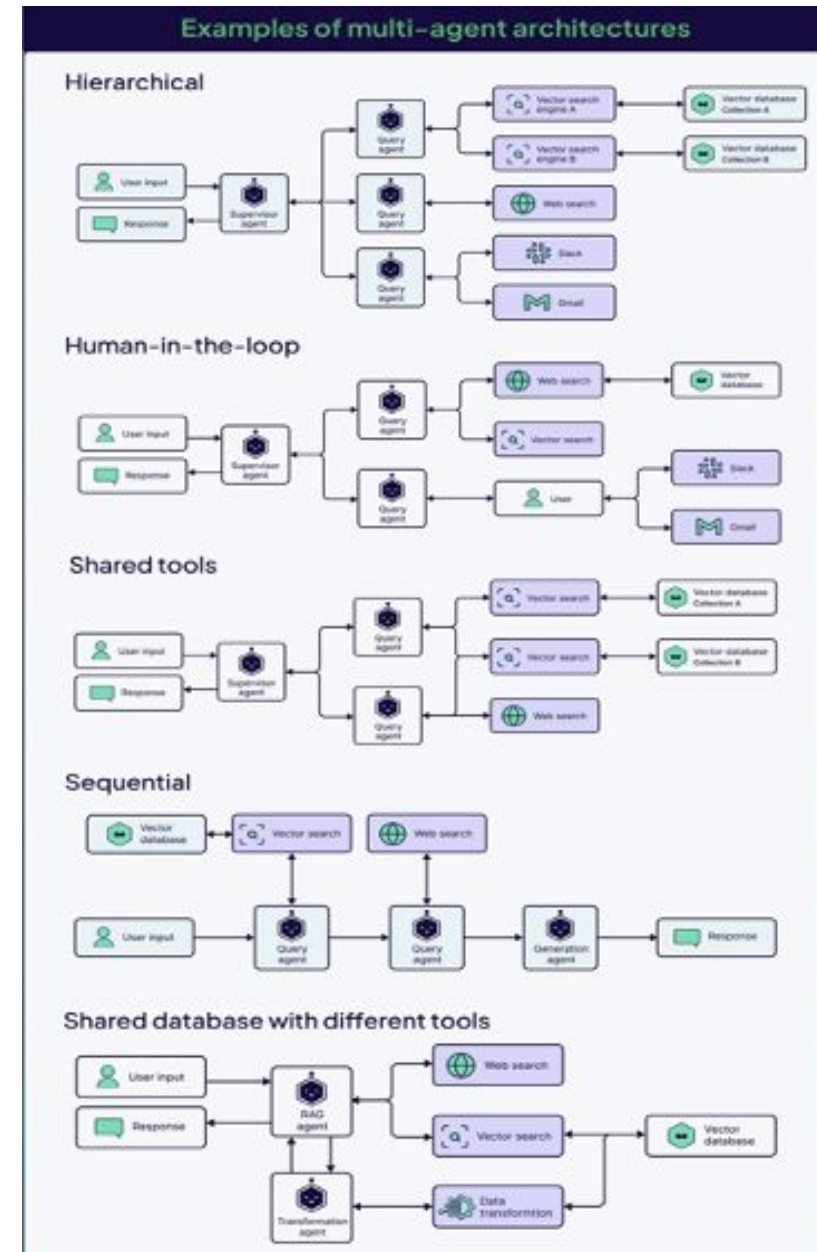 Examples of multi-agent architectures
Hierarchical
User input
Response
Supervisor
agent
Query
agent
Query
agent
Query
agent
Vector search
engine A
Vector search
engine B
Web search
Slack
Gmail
Vector database
Collection A
Vector database
Collection B
Human-in-the-loop
User input
Response
Supervisor
agent
Query
agent
Query
agent
Web search
Vector search
User
Vector
database
Slack
Gmail
Shared tools
User input
Response
Supervisor
agent
Query
agent
Query
agent
Vector search
Vector search
Web search
Vector database
Collection A
Vector database
Collection B
Sequential
Vector
database
Vector search
Web search
User input
Query
agent
Query
agent
Generation
agent
Response
Shared database with different tools
User input
Response
RAG
agent
Transformation
agent
Web search
Vector search
Data
transformtion
Vector
database